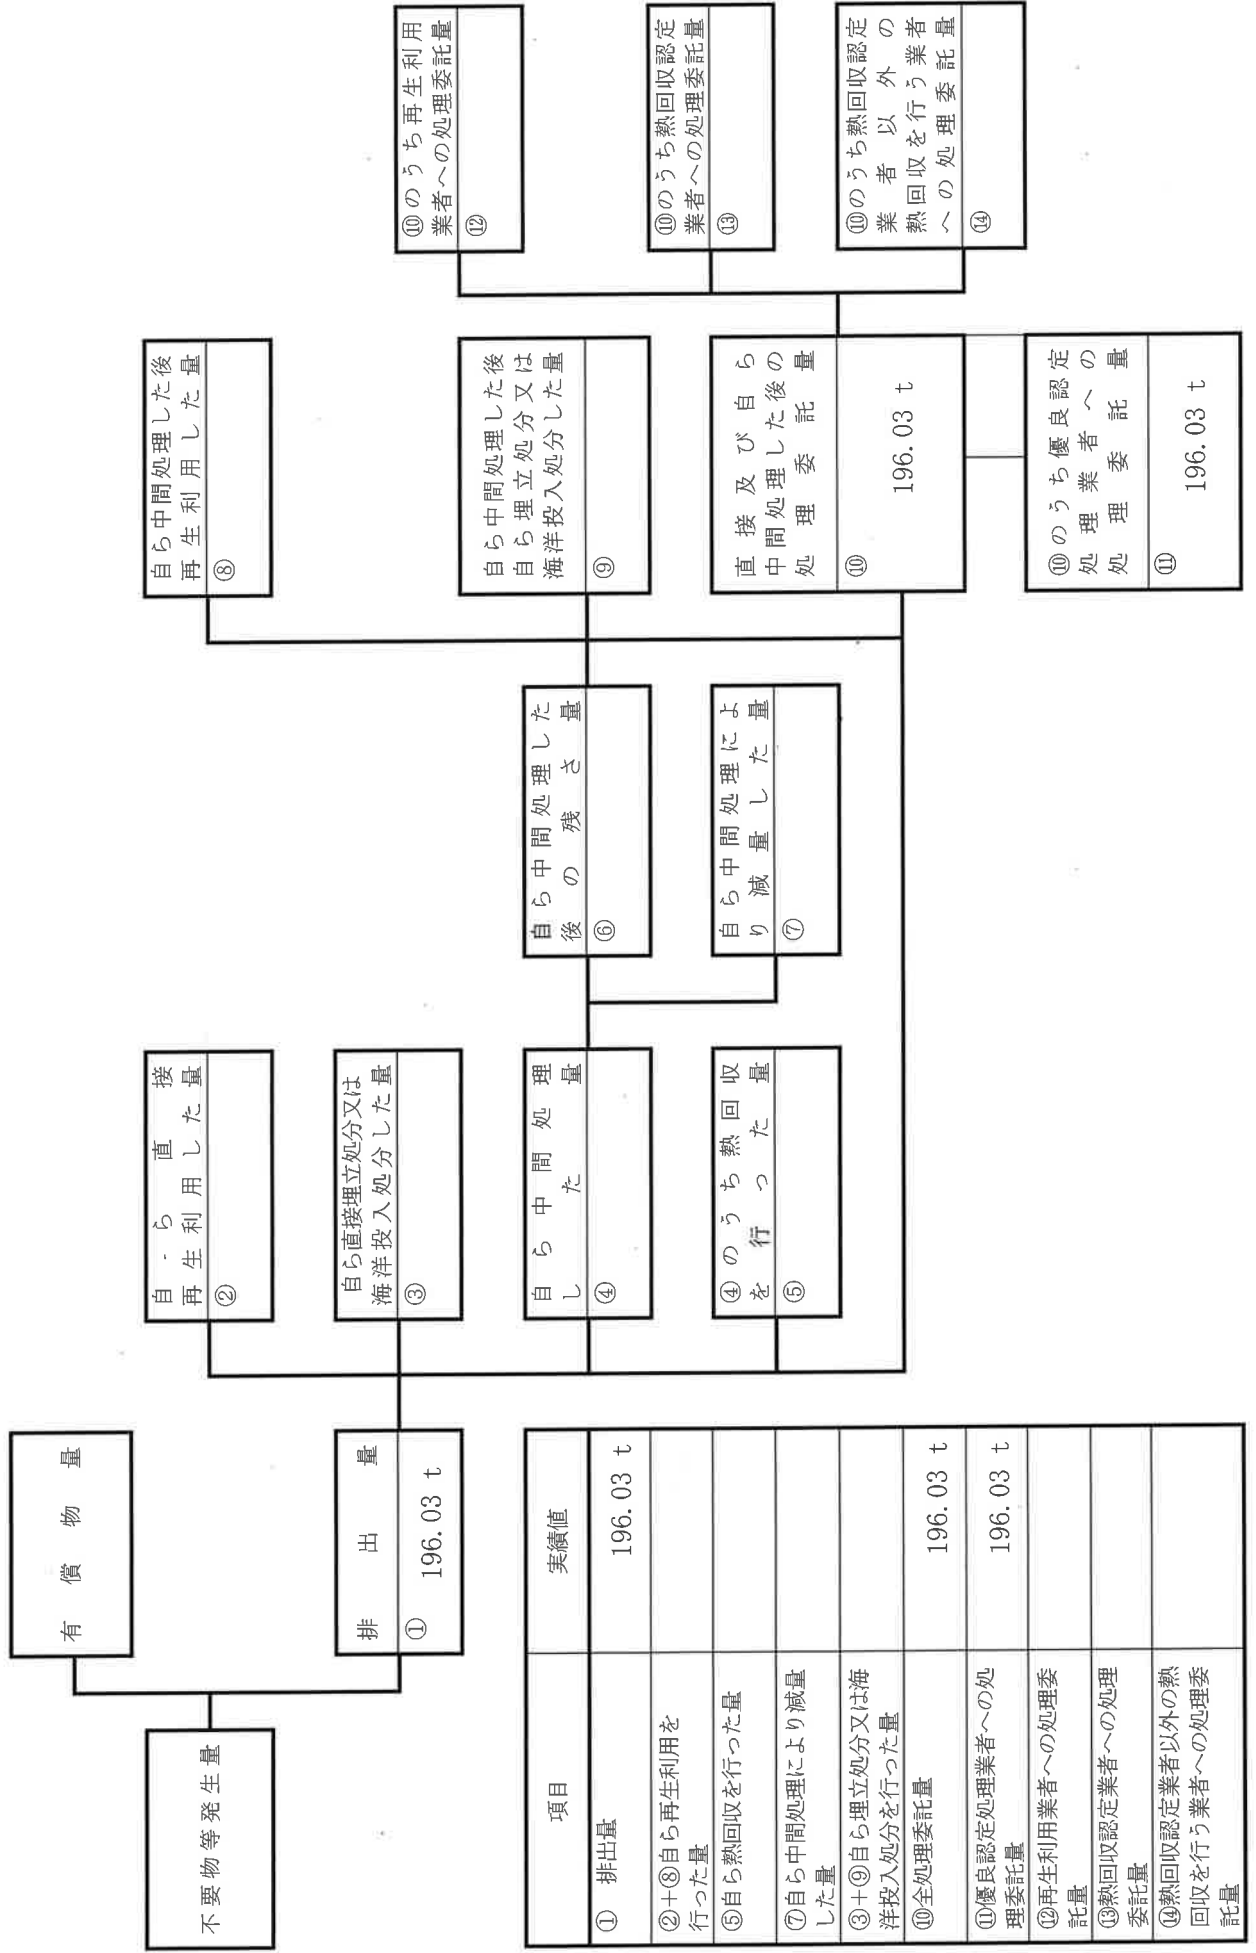 不要物等発生量
有償物量
排出量
① 196.03 t
自ら直接
再生利用した量
②
自ら直接埋立処分又は
海洋投入処分した量
③
自ら中間処理
した量
④
④のうち熱回収
を行った量
⑤
自ら中間処理した
後の残さ量
⑥
自ら中間処理によ
り減量した量
⑦
自ら中間処理した後
再生利用した量
⑧
自ら中間処理した後
自ら埋立処分又は
海洋投入処分した量
⑨
直接及び自ら
中間処理した後の
処理委託量
⑩ 196.03 t
⑩のうち優良認定
処理業者への
処理委託量
⑪ 196.03 t
⑩のうち再生利用
業者への処理委託量
⑫
⑩のうち熱回収認定
業者への処理委託量
⑬
⑩のうち熱回収認定
業者以外の
熱回収を行う業者
への処理委託量
⑭
項目 実績値
① 排出量 196.03 t
②+⑧自ら再生利用を
行った量
⑤自ら熱回収を行った量
⑦自ら中間処理により減量
した量
③+⑨自ら埋立処分又は海
洋投入処分を行った量
⑩全処理委託量 196.03 t
⑪優良認定処理業者への処
理委託量 196.03 t
⑫再生利用業者への処理委
託量
⑬熱回収認定業者への処理
委託量
⑭熱回収認定業者以外の熱
回収を行う業者への処理委
託量